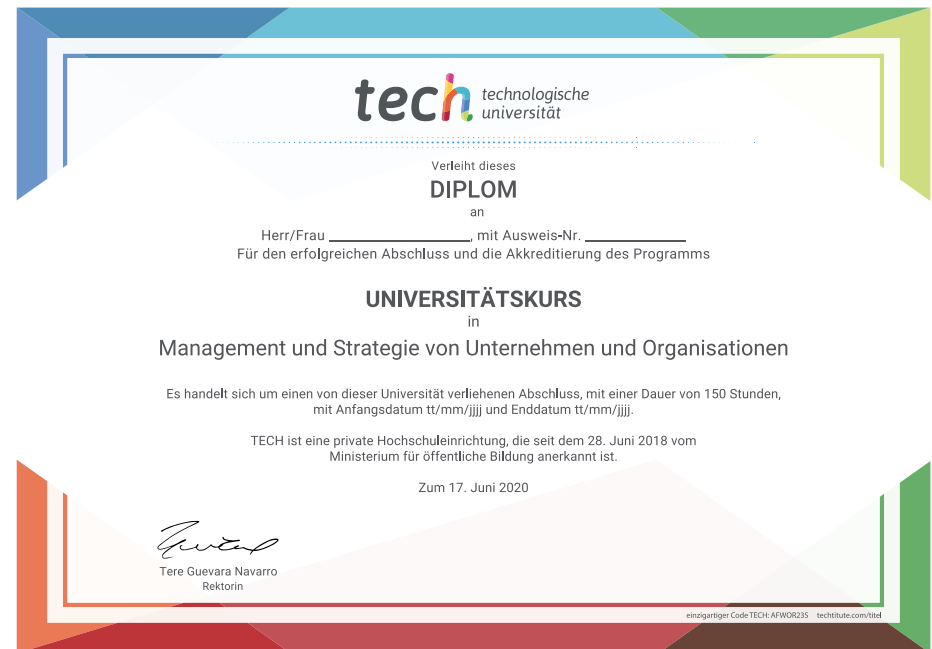 tech technologische
universität
Verleiht dieses
DIPLOM
an
Herr/Frau ____________, mit Ausweis-Nr. ____________
Für den erfolgreichen Abschluss und die Akkreditierung des Programms
UNIVERSITÄTSKURS
in
Management und Strategie von Unternehmen und Organisationen
Es handelt sich um einen von dieser Universität verliehenen Abschluss, mit einer Dauer von 150 Stunden,
mit Anfangsdatum tt/mm/jjjj und Enddatum tt/mm/jjjj.
TECH ist eine private Hochschuleinrichtung, die seit dem 28. Juni 2018 vom
Ministerium für öffentliche Bildung anerkannt ist.
Zum 17. Juni 2020
Tere Guevara Navarro
Rektorin
einzigartiger Code TECH: AFWOR23S techtitute.com/titel